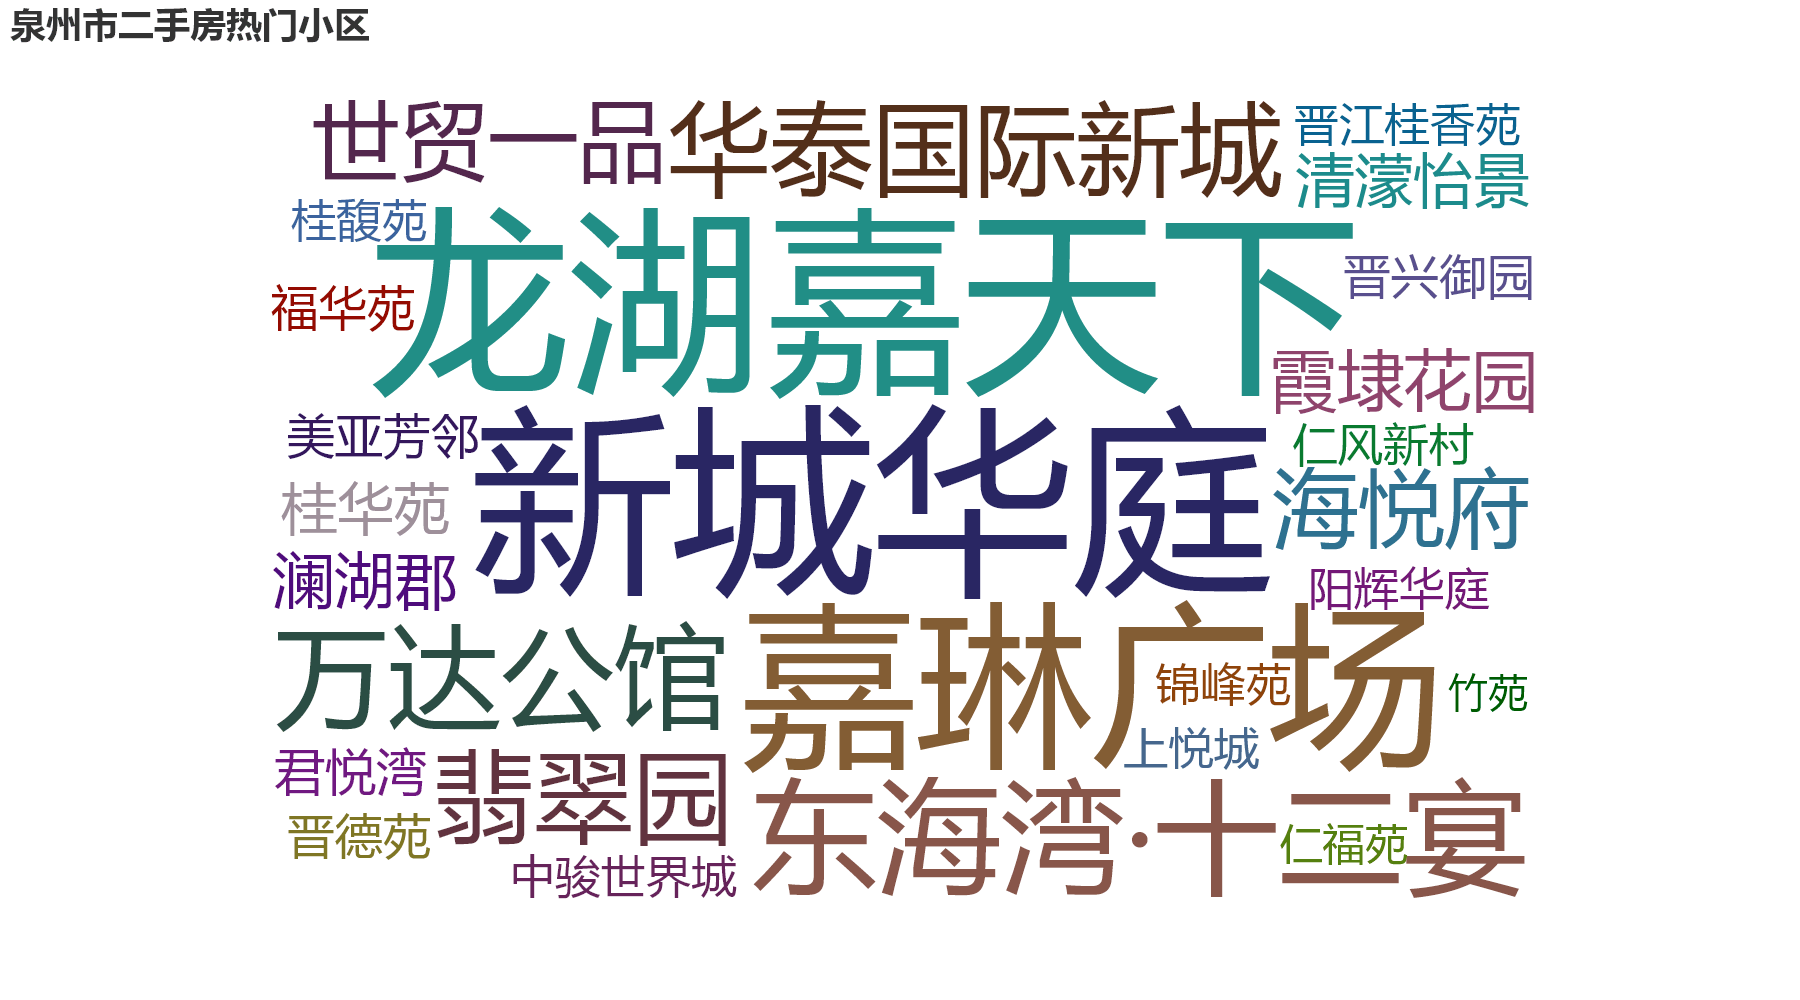 泉州市二手房热门小区
世贸一品
华泰国际新城
晋江桂香苑
清濛怡景
桂馥苑
龙湖嘉天下
晋兴御园
福华苑
霞埭花园
美亚芳邻
新城华庭
仁风新村
桂华苑
海悦府
澜湖郡
阳辉华庭
万达公馆
嘉琳广场
锦峰苑
竹苑
君悦湾
翡翠园
上悦城
东海湾·十二宴
晋德苑
仁福苑
中骏世界城